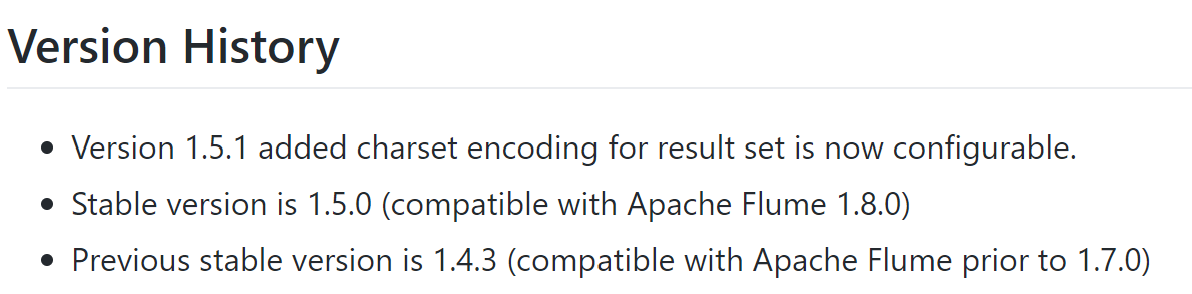 Version History
Version 1.5.1 added charset encoding for result set is now configurable.
Stable version is 1.5.0 (compatible with Apache Flume 1.8.0)
Previous stable version is 1.4.3 (compatible with Apache Flume prior to 1.7.0)